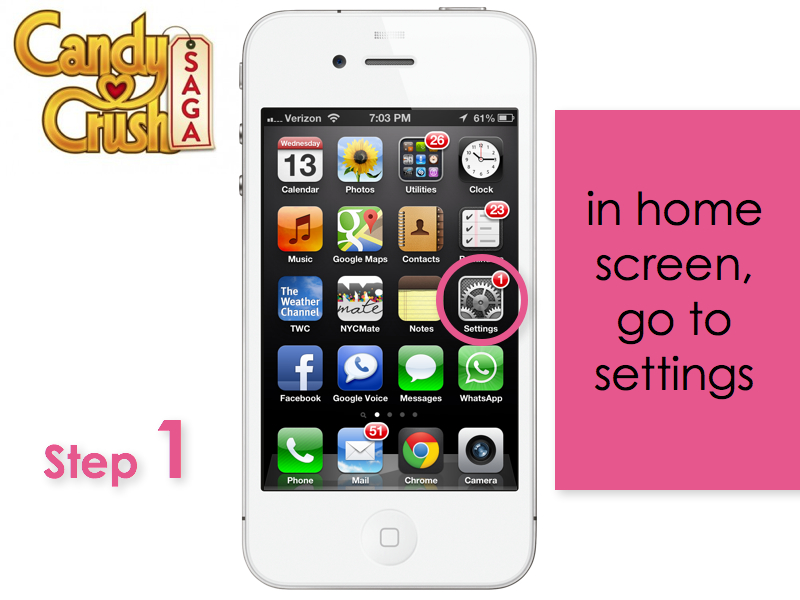 Candy
Crush
SAGA
Verizon 7:03 PM 61%
Wednesday
13
26
Calendar Photos Utilities Clock
23
Music Google Maps Contacts
The
Weather
Channel
NYC
mate
1
TWC NYCMate Notes Settings
Facebook Google Voice Messages WhatsApp
51
Phone Mail Chrome Camera
in home
screen,
go to
settings
Step 1